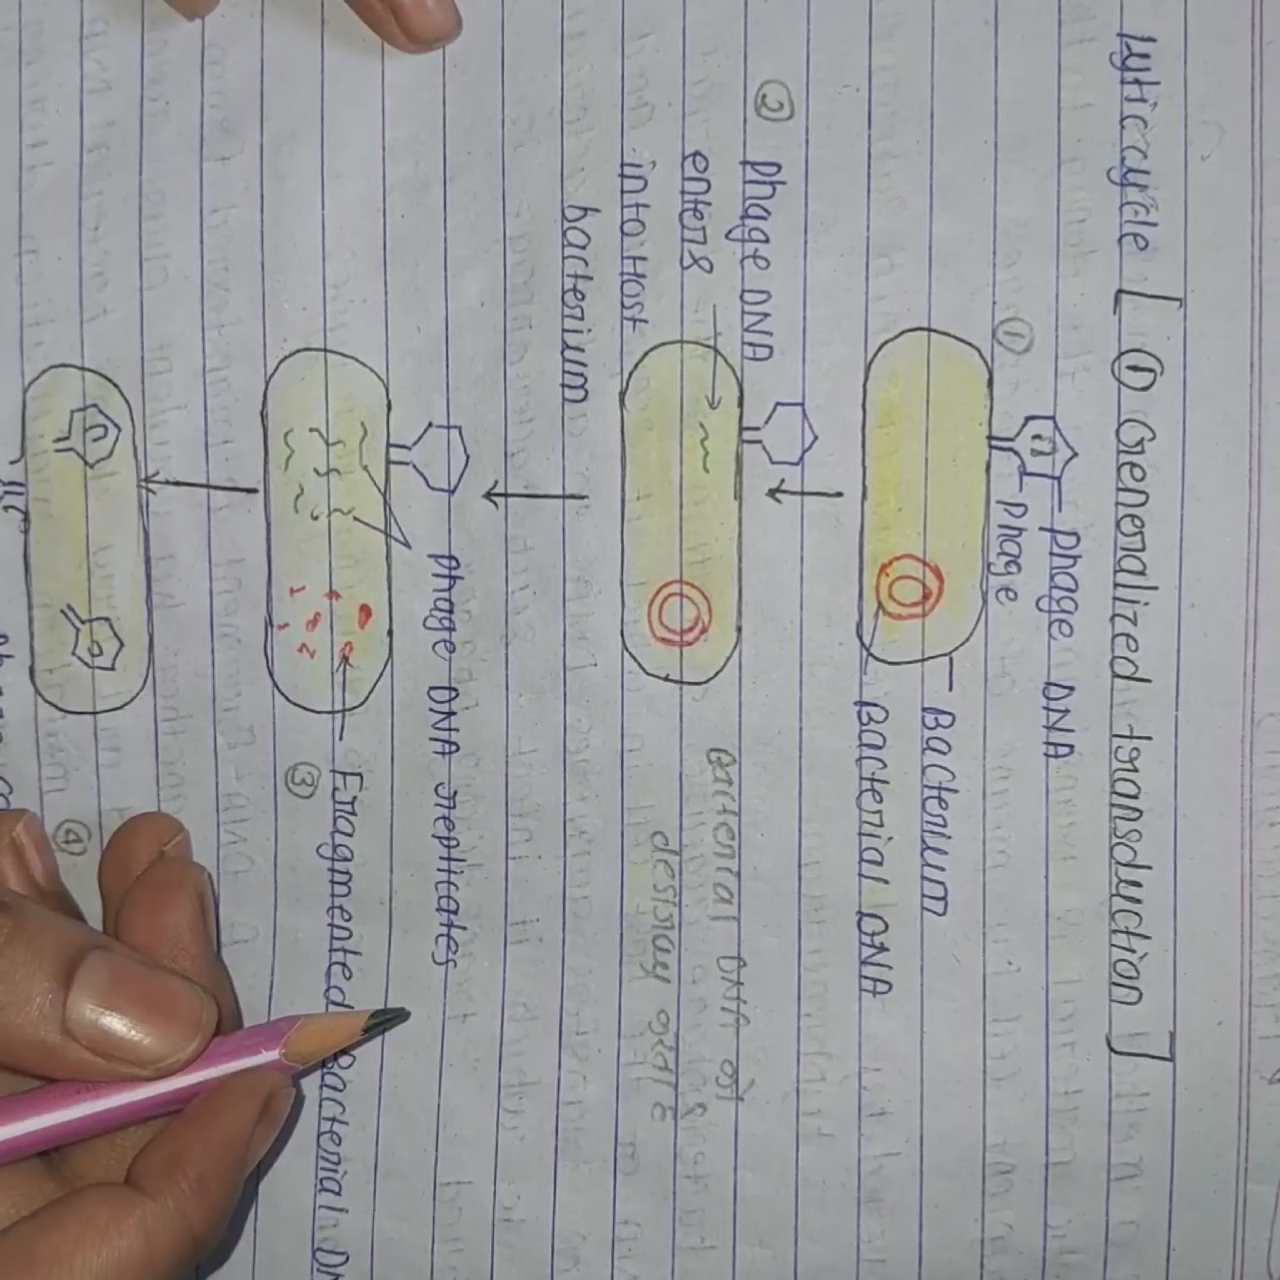 Lytic cycle [ ① Generalized transduction ]
① phage DNA
Phage
Bacterium
Bacterial DNA
② Phage DNA
enters
into Host
bacterium
Bacterial DNA को
destroy करता है
Phage DNA replicates
Fragmented Bacterial
③
④